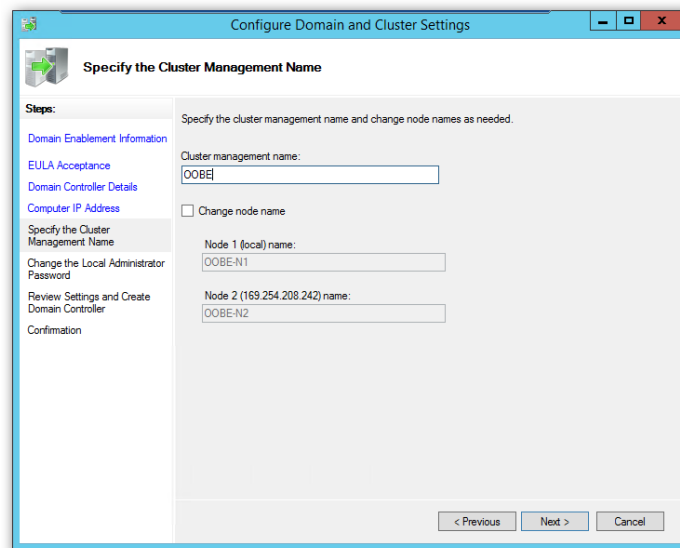 Configure Domain and Cluster Settings
Specify the Cluster Management Name
Steps:
Domain Enablement Information
EULA Acceptance
Domain Controller Details
Computer IP Address
Specify the Cluster
Management Name
Change the Local Administrator
Password
Review Settings and Create
Domain Controller
Confirmation
Specify the cluster management name and change node names as needed.
Cluster management name:
OOBE
Change node name
Node 1 (local) name:
OOBE-N1
Node 2 (169.254.208.242) name:
OOBE-N2
< Previous
Next >
Cancel